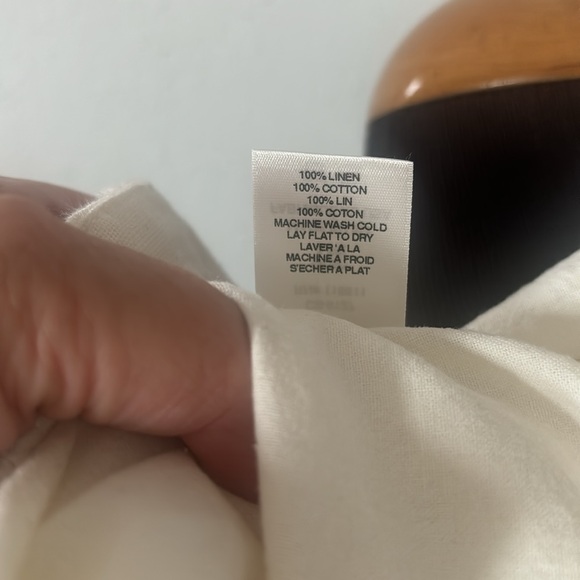 100% LINEN
100% COTTON
100% LIN
100% COTON
MACHINE WASH COLD
LAY FLAT TO DRY
LAVER 'A LA
MACHINE A FROID
S'ECHER A PLAT